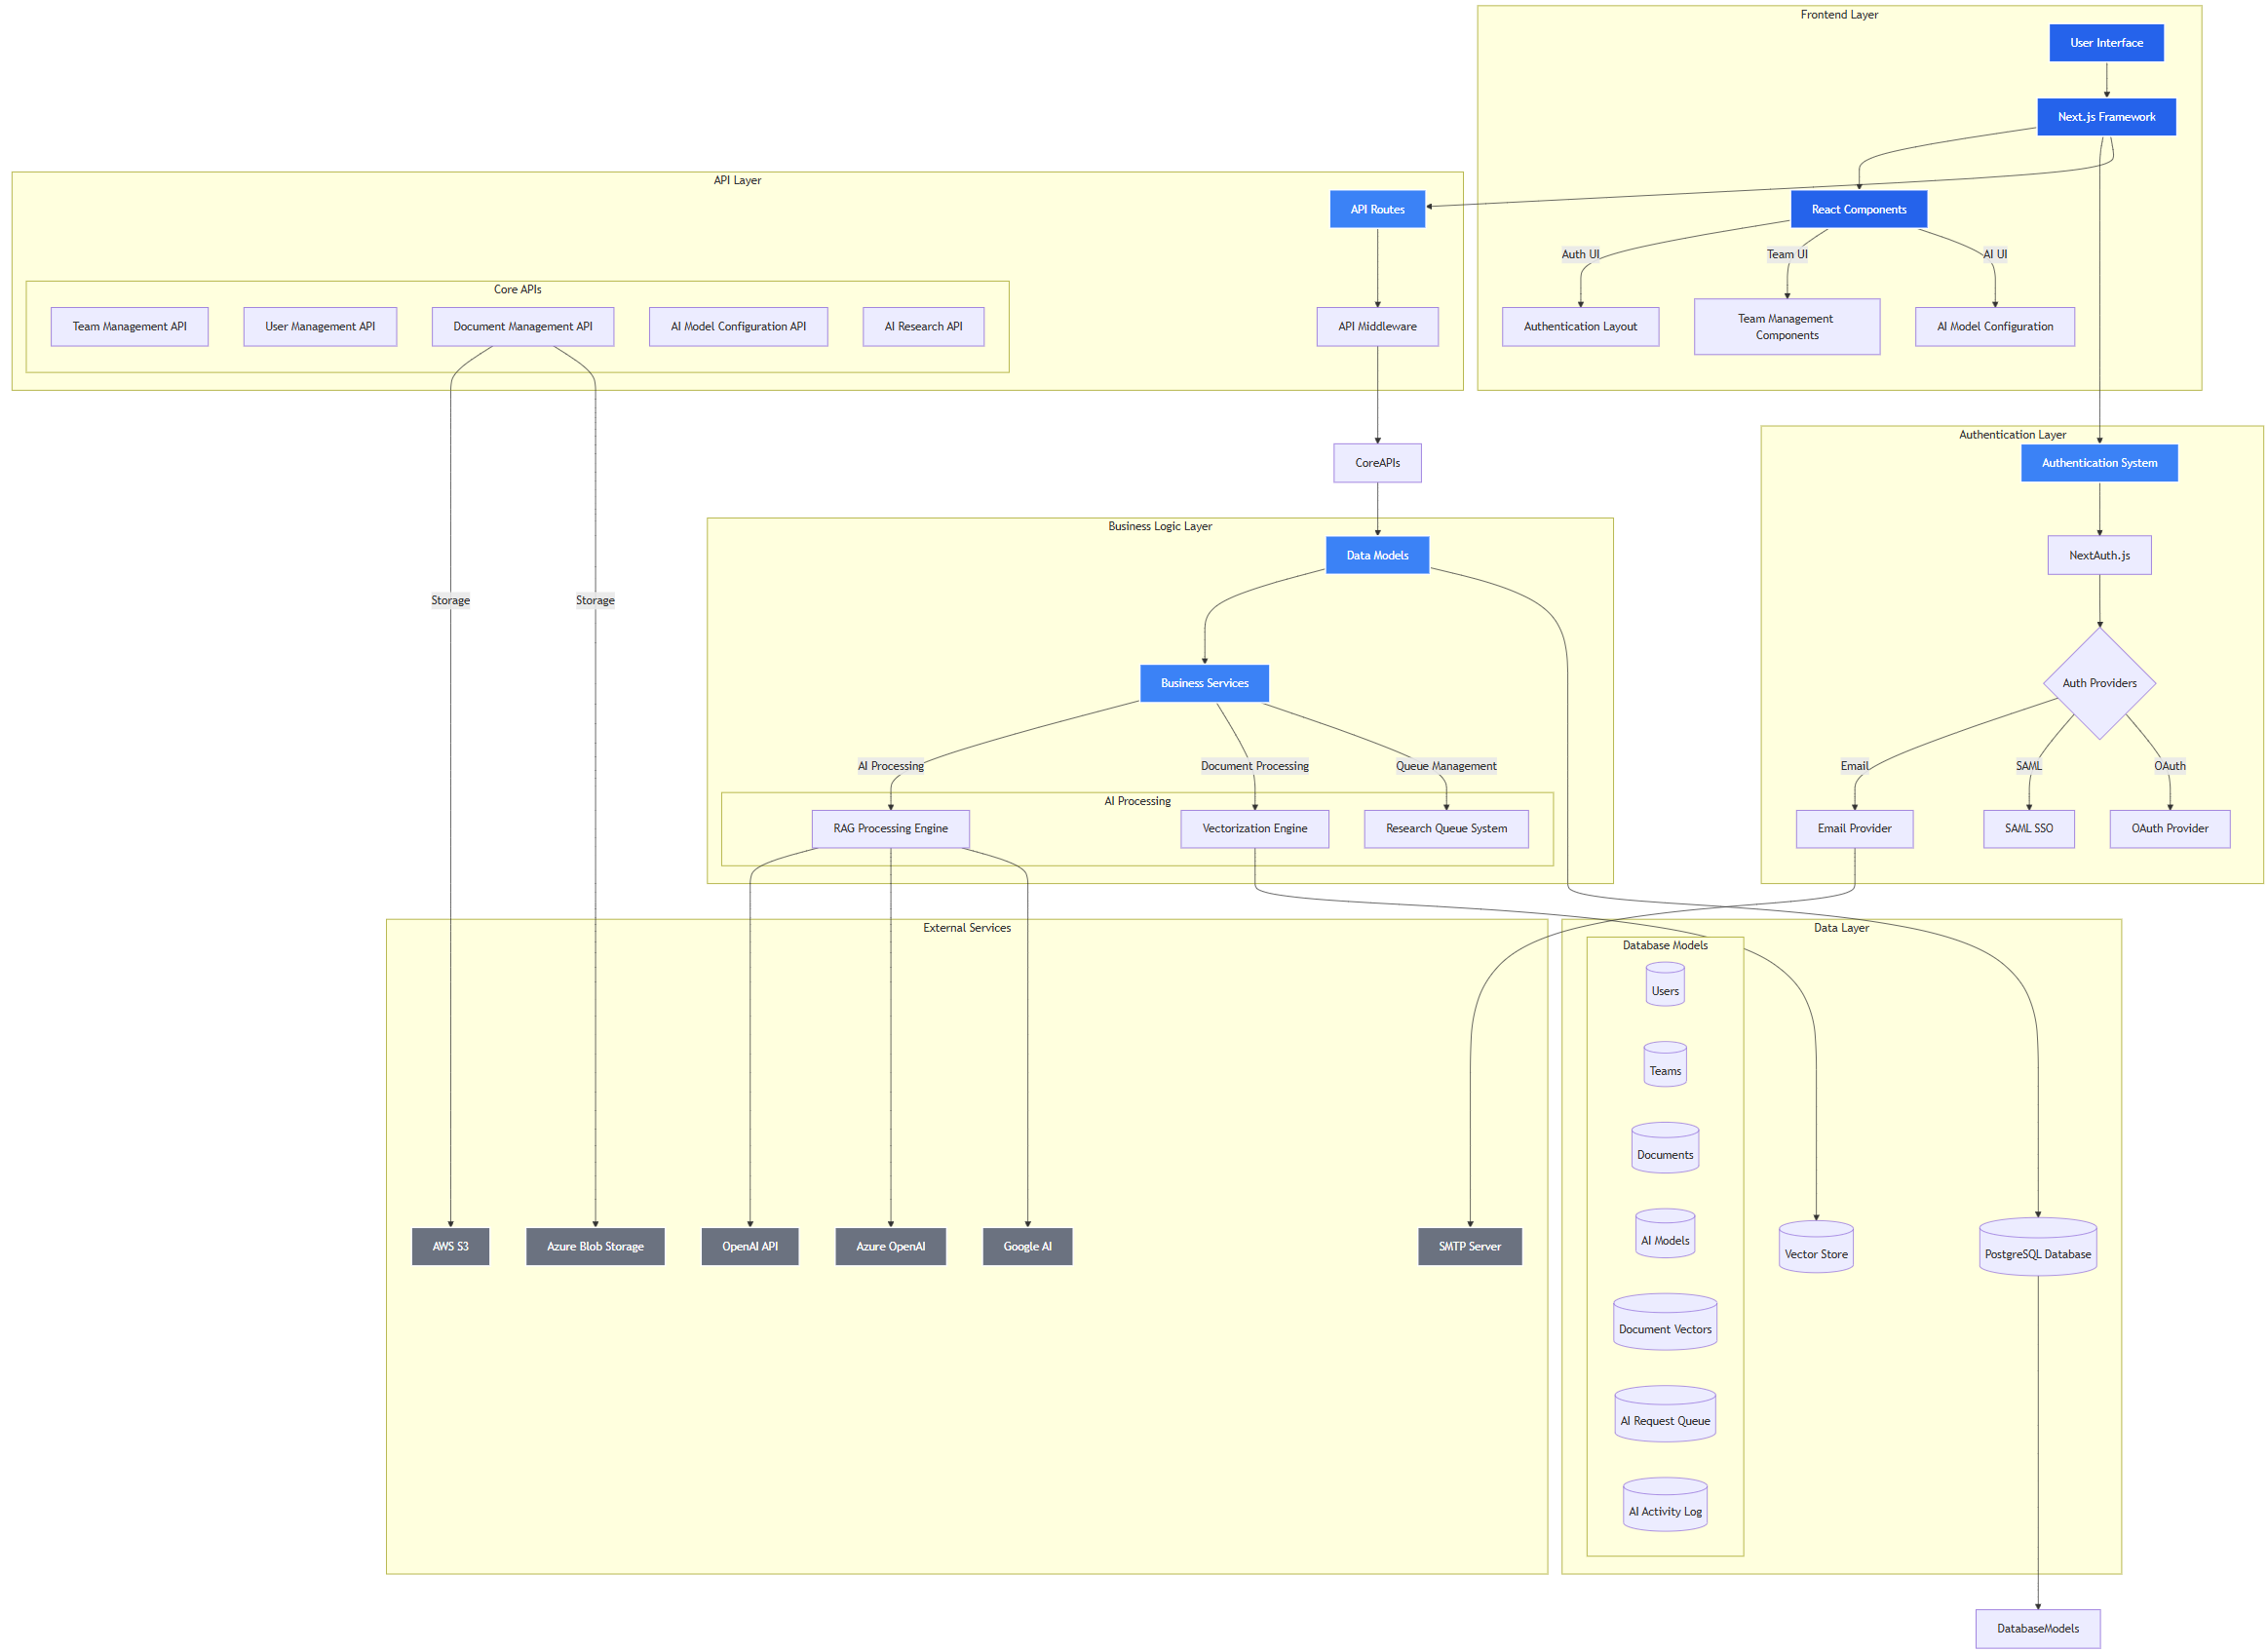 Frontend Layer
User Interface
Next.js Framework
React Components
Auth UI
Team UI
AI UI
Authentication Layout
Team Management
Components
AI Model Configuration
API Layer
API Routes
Core APIs
Team Management API
User Management API
Document Management API
AI Model Configuration API
AI Research API
API Middleware
CoreAPIs
Authentication Layer
Authentication System
NextAuth.js
Auth Providers
Email
SAML
OAuth
Email Provider
SAML SSO
OAuth Provider
Storage
Storage
Business Logic Layer
Data Models
Business Services
AI Processing
Document Processing
Queue Management
AI Processing
RAG Processing Engine
Vectorization Engine
Research Queue System
External Services
AWS S3
Azure Blob Storage
OpenAI API
Azure OpenAI
Google AI
SMTP Server
Data Layer
Database Models
Users
Teams
Documents
AI Models
Document Vectors
AI Request Queue
AI Activity Log
Vector Store
PostgreSQL Database
DatabaseModels